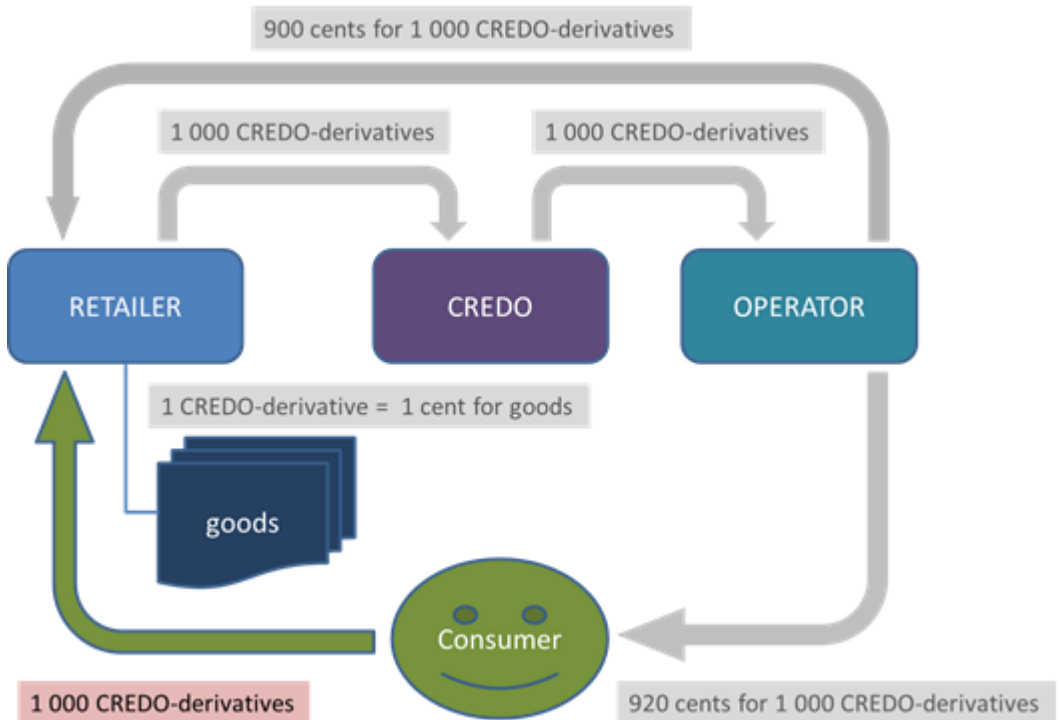 900 cents for 1 000 CREDO-derivatives
1 000 CREDO-derivatives
1 000 CREDO-derivatives
RETAILER
CREDO
OPERATOR
1 CREDO-derivative = 1 cent for goods
goods
Consumer
1 000 CREDO-derivatives
920 cents for 1 000 CREDO-derivatives